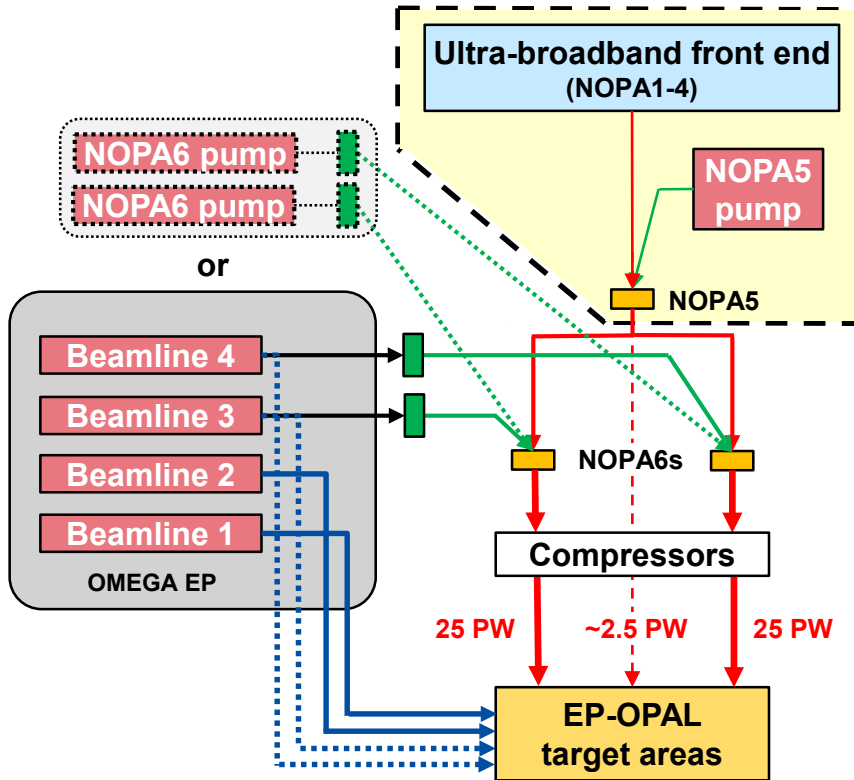 Ultra-broadband front end
(NOPA1-4)
NOPA6 pump
NOPA6 pump
NOPA5
pump
or
NOPA5
Beamline 4
Beamline 3
Beamline 2
Beamline 1
OMEGA EP
NOPA6s
Compressors
25 PW
~2.5 PW
25 PW
EP-OPAL
target areas